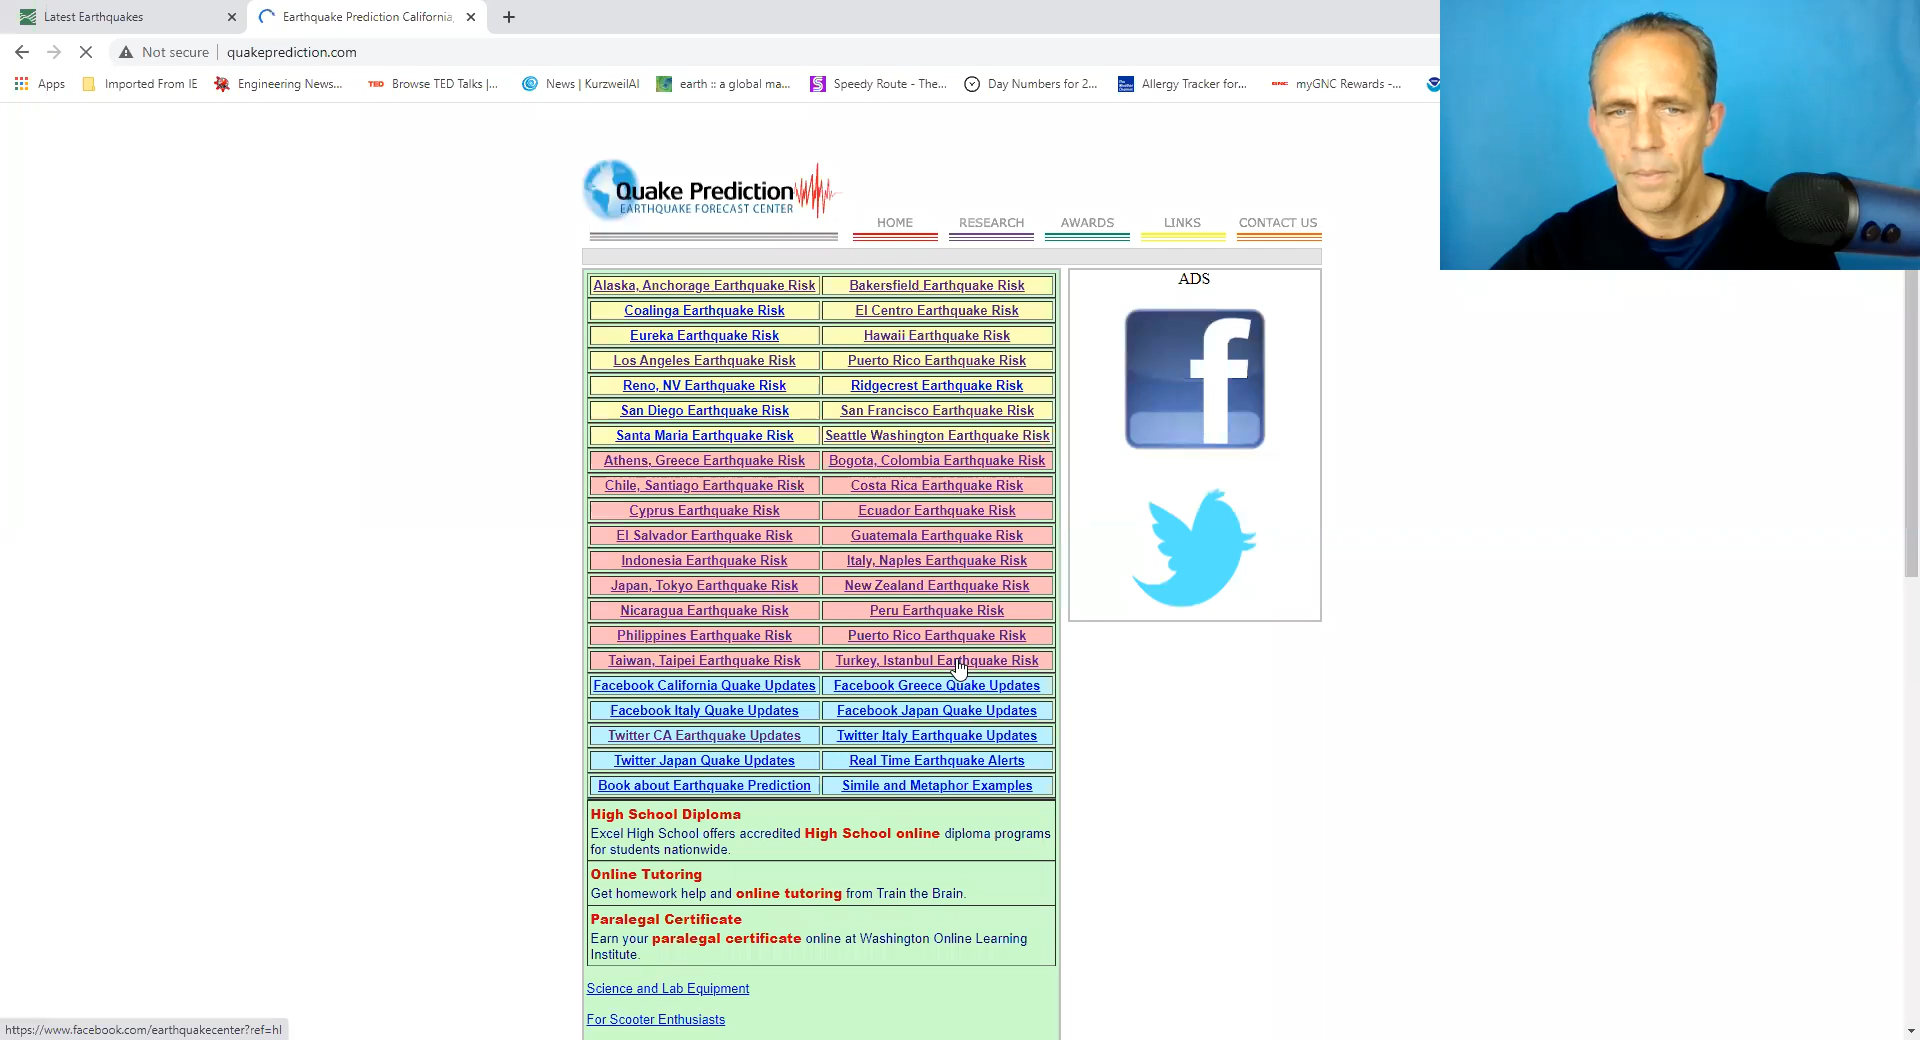 Latest Earthquakes
Earthquake Prediction California,
Not secure
quakeprediction.com
Apps
Imported From IE
Engineering News...
TED Browse TED Talks |...
News | KurzweilAI
earth :: a global ma...
S Speedy Route - The...
Day Numbers for 2...
Allergy Tracker for...
GNC myGNC Rewards -...
Quake Prediction
EARTHQUAKE FORECAST CENTER
HOME
RESEARCH
AWARDS
LINKS
CONTACT US
Alaska, Anchorage Earthquake Risk
Bakersfield Earthquake Risk
Coalinga Earthquake Risk
El Centro Earthquake Risk
Eureka Earthquake Risk
Hawaii Earthquake Risk
Los Angeles Earthquake Risk
Puerto Rico Earthquake Risk
Reno, NV Earthquake Risk
Ridgecrest Earthquake Risk
San Diego Earthquake Risk
San Francisco Earthquake Risk
Santa Maria Earthquake Risk
Seattle Washington Earthquake Risk
Athens, Greece Earthquake Risk
Bogota, Colombia Earthquake Risk
Chile, Santiago Earthquake Risk
Costa Rica Earthquake Risk
Cyprus Earthquake Risk
Ecuador Earthquake Risk
El Salvador Earthquake Risk
Guatemala Earthquake Risk
Indonesia Earthquake Risk
Italy, Naples Earthquake Risk
Japan, Tokyo Earthquake Risk
New Zealand Earthquake Risk
Nicaragua Earthquake Risk
Peru Earthquake Risk
Philippines Earthquake Risk
Puerto Rico Earthquake Risk
Taiwan, Taipei Earthquake Risk
Turkey, Istanbul Earthquake Risk
Facebook California Quake Updates
Facebook Greece Quake Updates
Facebook Italy Quake Updates
Facebook Japan Quake Updates
Twitter CA Earthquake Updates
Twitter Italy Earthquake Updates
Twitter Japan Quake Updates
Real Time Earthquake Alerts
Book about Earthquake Prediction
Simile and Metaphor Examples
High School Diploma
Excel High School offers accredited High School online diploma programs
for students nationwide.
Online Tutoring
Get homework help and online tutoring from Train the Brain.
Paralegal Certificate
Earn your paralegal certificate online at Washington Online Learning
Institute.
Science and Lab Equipment
For Scooter Enthusiasts
ADS
f
https://www.facebook.com/earthquakecenter?ref=hl